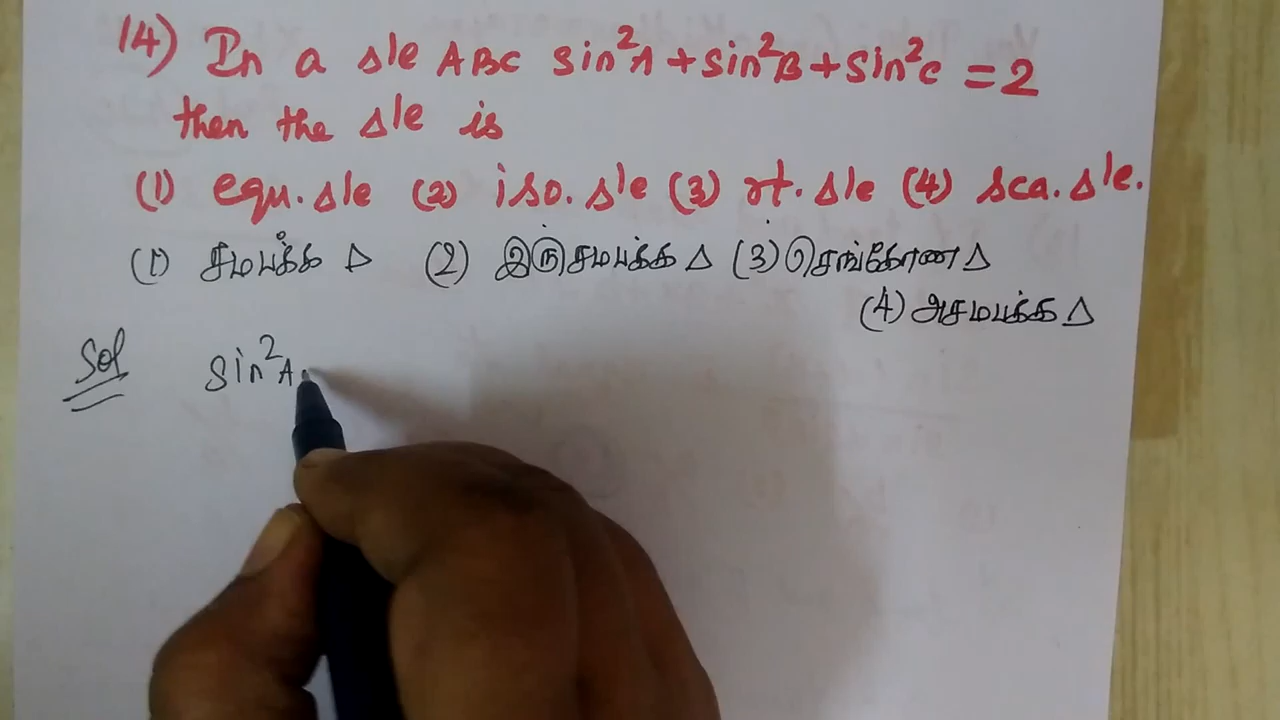 14) In a Δle ABC sin²A + sin²B + sin²C = 2
then the Δle is
(1) equ. Δle (2) iso. Δle (3) rt. Δle (4) sca. Δle.
(1) சமபக்க Δ (2) இருசமபக்க Δ (3) செங்கோண Δ
(4) அசமபக்க Δ
Sol sin²A